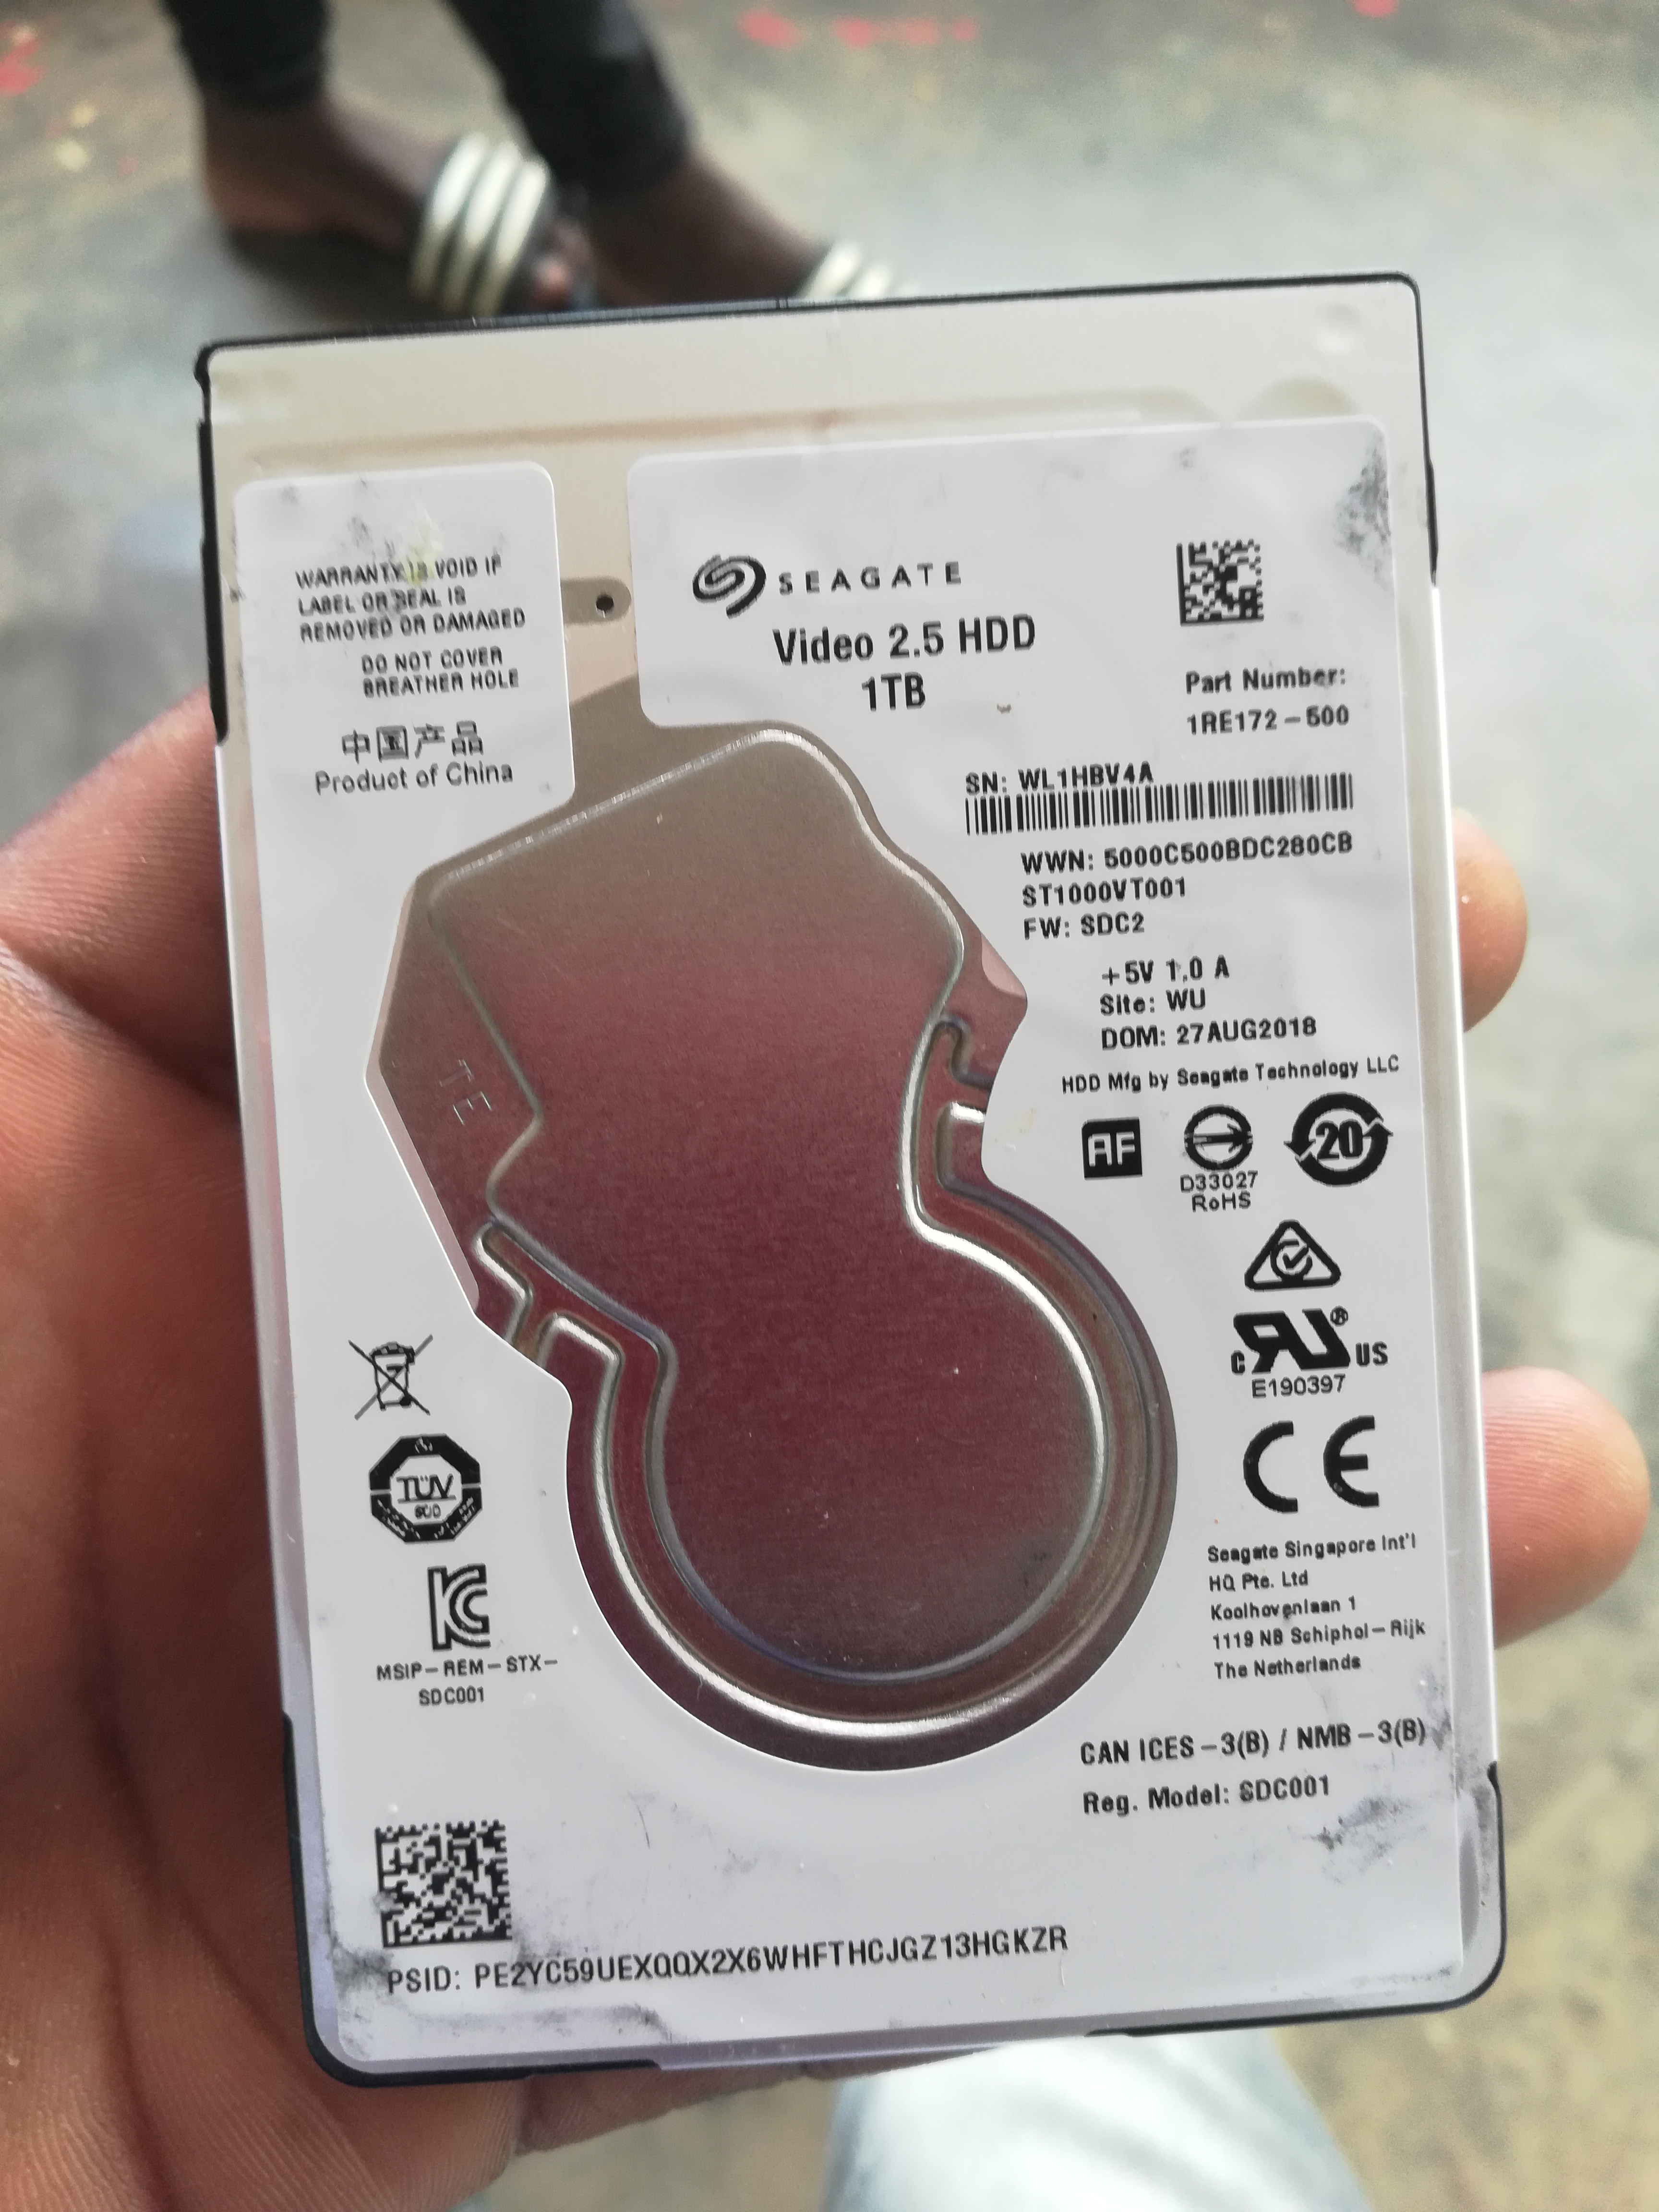 WARRANTY IS VOID IF
LABEL OR SEAL IS
REMOVED OR DAMAGED
DO NOT COVER
BREATHER HOLE
中国产品
Product of China
SEAGATE
Video 2.5 HDD
1TB
Part Number:
1RE172-500
SN: WL1HBV4A
WWN: 5000C500BDC280CB
ST1000VT001
FW: SDC2
+5V 1.0 A
Site: WU
DOM: 27AUG2018
HDD Mfg by Seagate Technology LLC
AF
20
D33027
RoHS
c RU ® US
E190397
CE
Seagate Singapore Int'l
HQ Pte. Ltd
Koolhovenlaan 1
1119 NB Schiphol-Rijk
The Netherlands
CAN ICES-3(B) / NMB-3(B)
Reg. Model: SDC001
TE
TÜV
SÜD
KC
MSIP-REM-STX-
SDC001
PSID: PE2YC59UEXQQX2X6WHFTHCJGZ13HGKZR